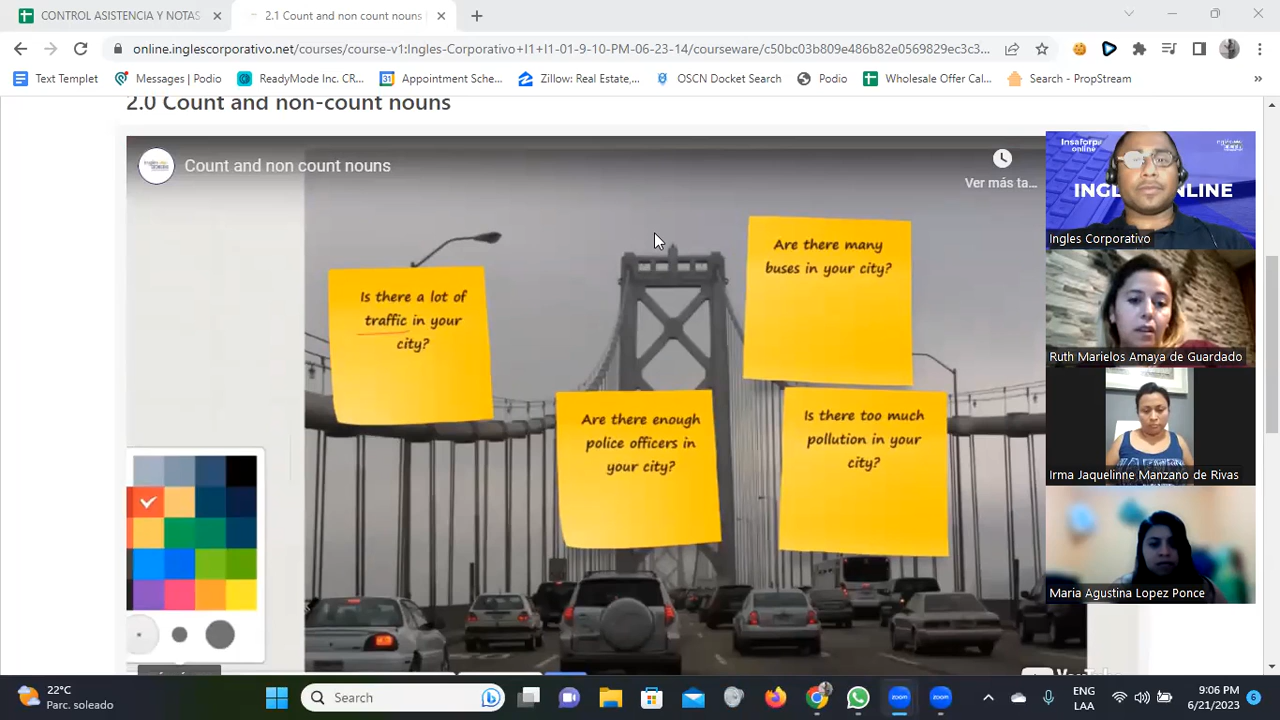 CONTROL ASISTENCIA Y NOTAS
2.1 Count and non count nouns
online.inglescorporativo.net/courses/course-v1:Ingles-Corporativo+I1+I1-01-9-10-PM-06-23-14/courseware/c50bc03b809e486b82e0569829ec3c3...
Text Templet
Messages | Podio
ReadyMode Inc. CR...
Appointment Sche...
Zillow: Real Estate,...
OSCN Docket Search
Podio
Wholesale Offer Cal...
Search - PropStream
2.0 Count and non-count nouns
Count and non count nouns
Ver más ta...
Is there a lot of
traffic in your
city?
Are there enough
police officers in
your city?
Are there many
buses in your city?
Is there too much
pollution in your
city?
Insaforp
online
INGL
ONLINE
Ingles Corporativo
Ruth Marielos Amaya de Guardado
Irma Jaquelinne Manzano de Rivas
Maria Agustina Lopez Ponce
22°C
Parc. soleado
Search
ENG
LAA
9:06 PM
6/21/2023
6